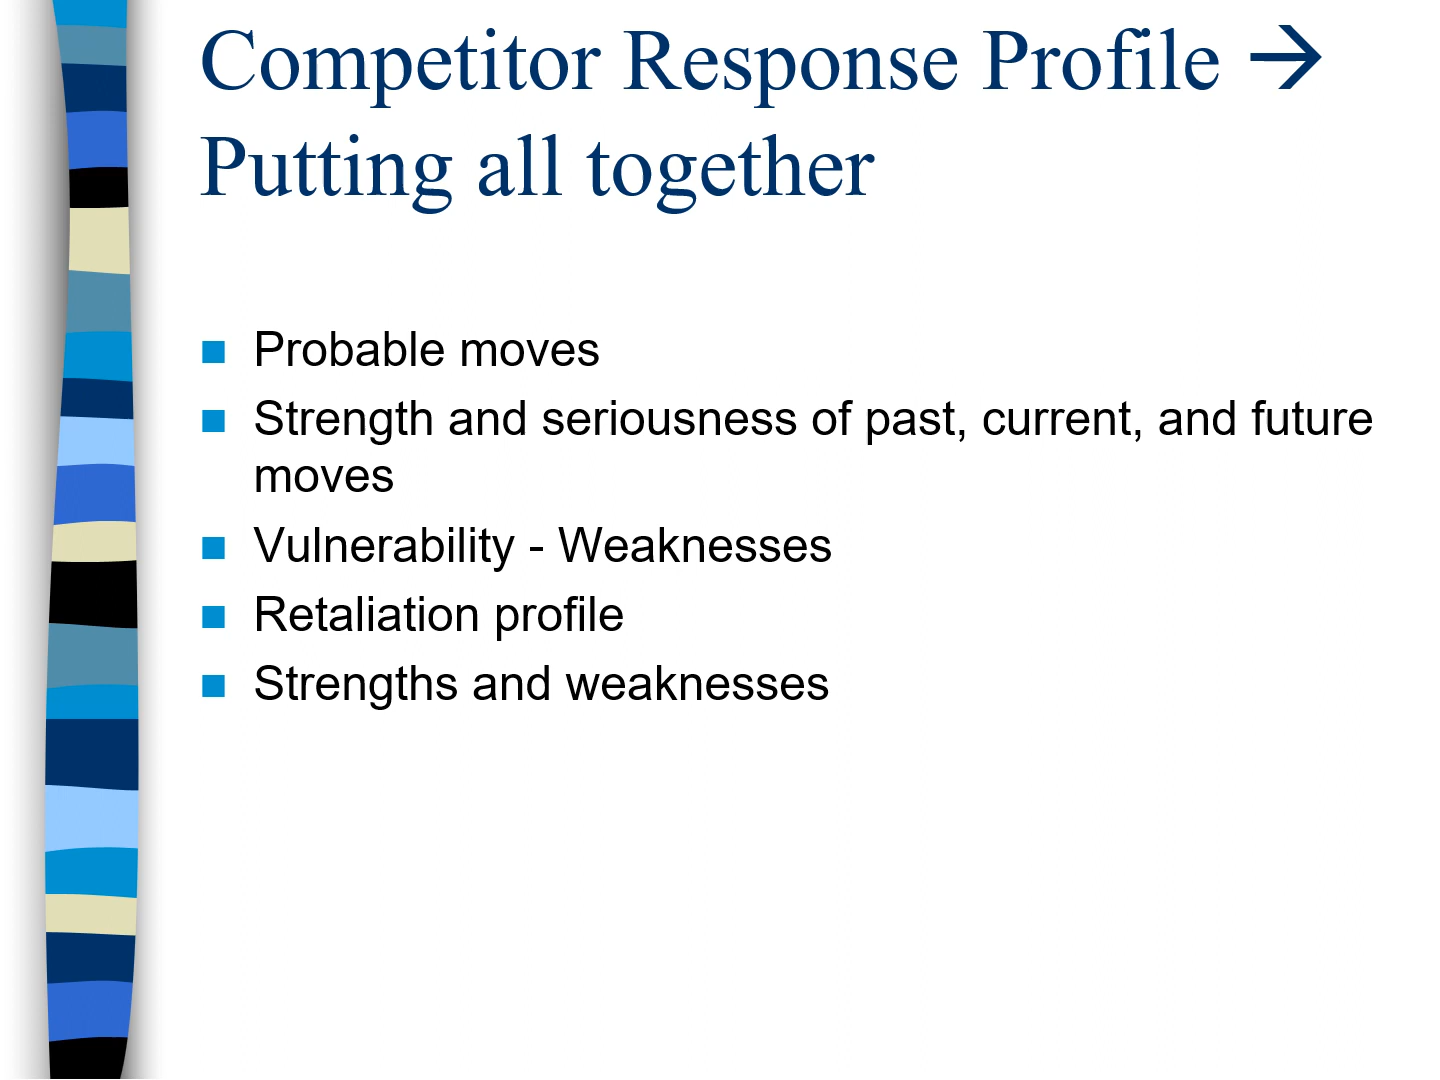 Competitor Response Profile →
Putting all together
■ Probable moves
■ Strength and seriousness of past, current, and future
moves
■ Vulnerability - Weaknesses
■ Retaliation profile
■ Strengths and weaknesses